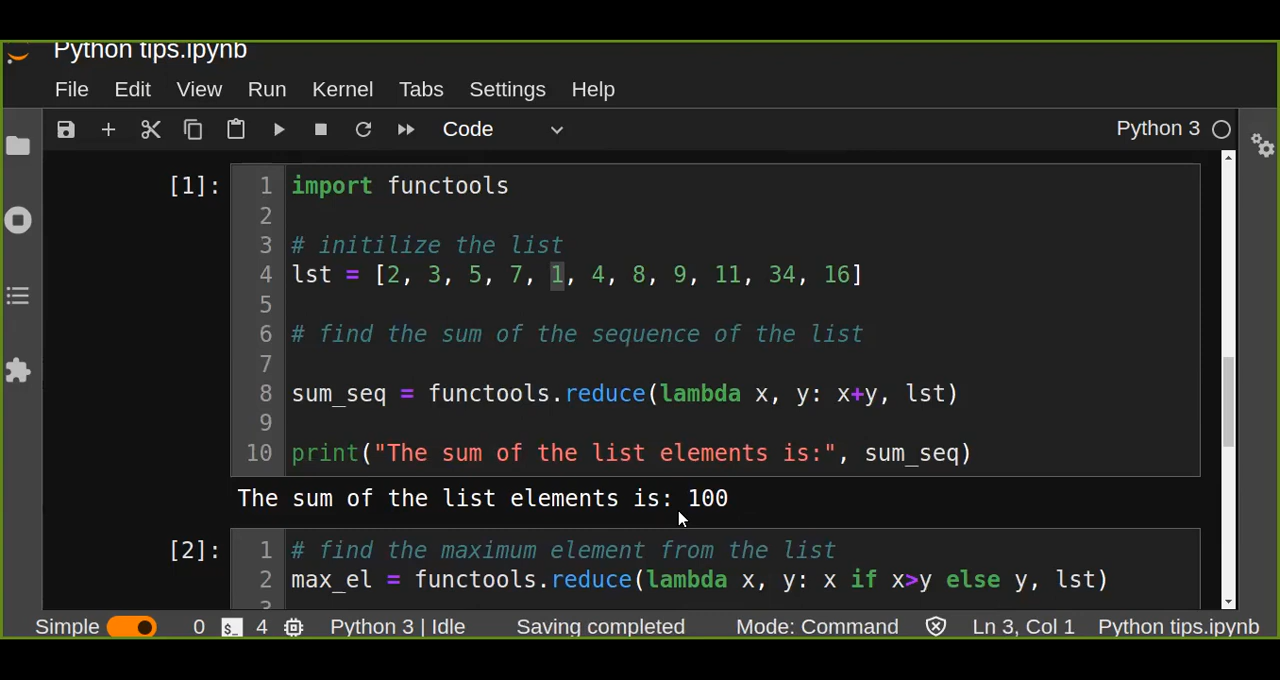 Python tips.ipynb
File Edit View Run Kernel Tabs Settings Help
Code Python 3
[1]: 1 import functools
2
3 # initilize the list
4 lst = [2, 3, 5, 7, 1, 4, 8, 9, 11, 34, 16]
5
6 # find the sum of the sequence of the list
7
8 sum_seq = functools.reduce(lambda x, y: x+y, lst)
9
10 print("The sum of the list elements is:", sum_seq)
The sum of the list elements is: 100
[2]: 1 # find the maximum element from the list
2 max_el = functools.reduce(lambda x, y: x if x>y else y, lst)
3
Simple 0 $_ 4 Python 3 | Idle Saving completed Mode: Command Ln 3, Col 1 Python tips.ipynb